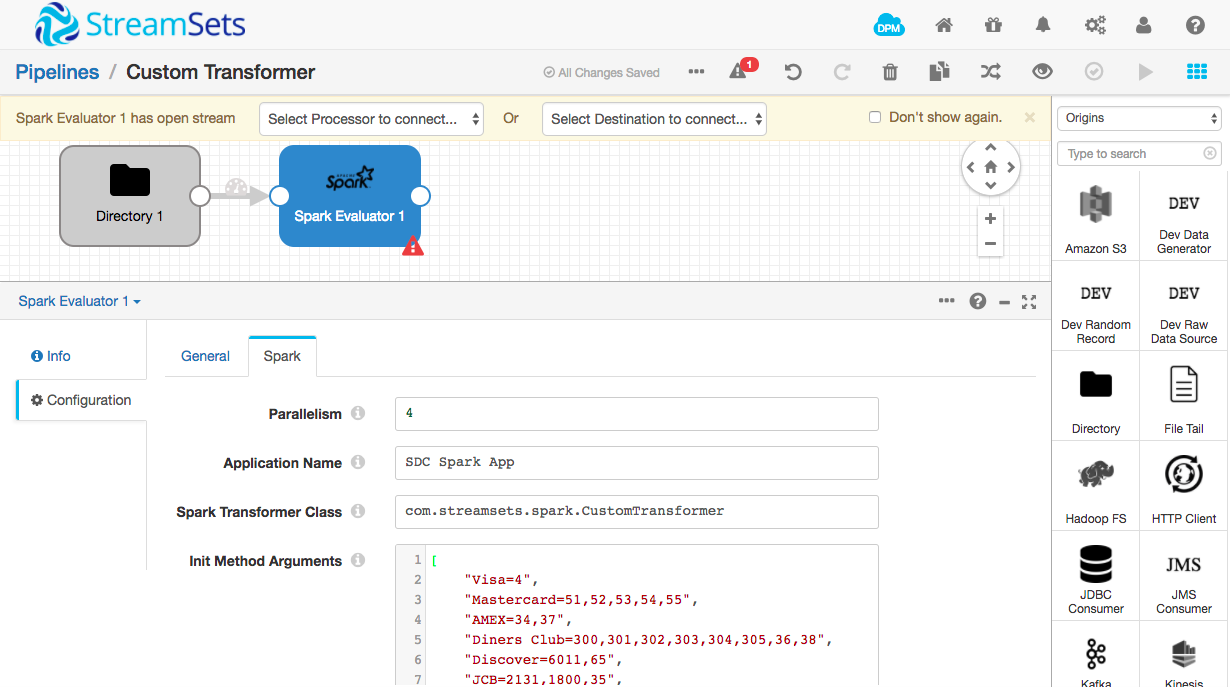 StreamSets
DPM
Pipelines / Custom Transformer
All Changes Saved
1
Spark Evaluator 1 has open stream
Select Processor to connect...
Or
Select Destination to connect...
Don't show again.
Origins
Type to search
Directory 1
APACHE
Spark
Spark Evaluator 1
Amazon S3
DEV
Dev Data
Generator
DEV
Dev Random
Record
DEV
Dev Raw
Data Source
Directory
File Tail
Hadoop FS
HTTP Client
JDBC
Consumer
JMS
JMS
Consumer
Kafka
Kinesis
Spark Evaluator 1
Info
Configuration
General
Spark
Parallelism
4
Application Name
SDC Spark App
Spark Transformer Class
com.streamsets.spark.CustomTransformer
Init Method Arguments
1 [
2 "Visa=4",
3 "Mastercard=51,52,53,54,55",
4 "AMEX=34,37",
5 "Diners Club=300,301,302,303,304,305,36,38",
6 "Discover=6011,65",
7 "JCB=2131,1800,35",